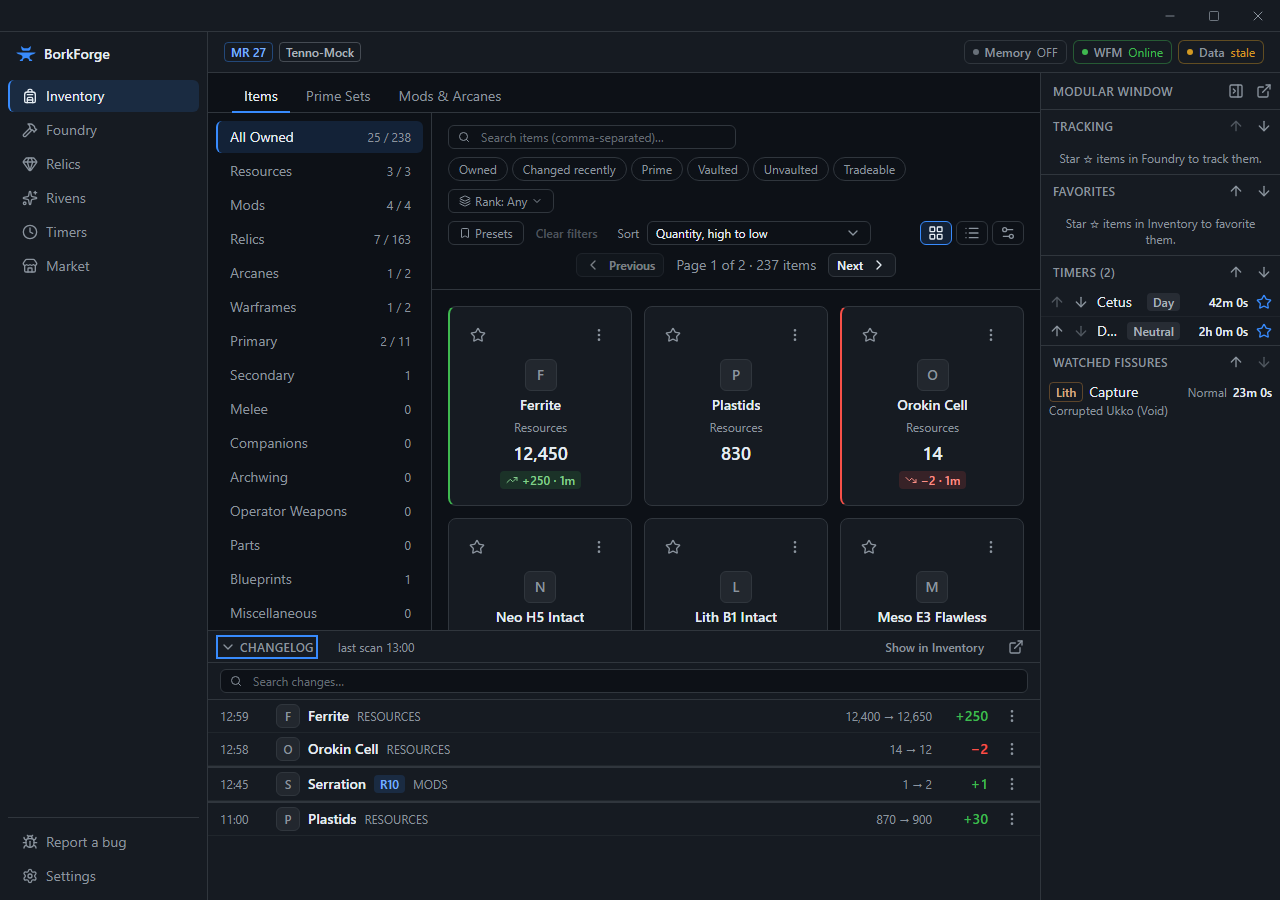 BorkForge
MR 27 Tenno-Mock
Memory OFF WFM Online Data stale
Inventory
Foundry
Relics
Rivens
Timers
Market
Report a bug
Settings
Items Prime Sets Mods & Arcanes
All Owned 25 / 238
Resources 3 / 3
Mods 4 / 4
Relics 7 / 163
Arcanes 1 / 2
Warframes 1 / 2
Primary 2 / 11
Secondary 1
Melee 0
Companions 0
Archwing 0
Operator Weapons 0
Parts 0
Blueprints 1
Miscellaneous 0
Search items (comma-separated)...
Owned Changed recently Prime Vaulted Unvaulted Tradeable
Rank: Any
Presets Clear filters Sort Quantity, high to low
Previous Page 1 of 2 · 237 items Next
F
Ferrite
Resources
12,450
+250 · 1m
P
Plastids
Resources
830
O
Orokin Cell
Resources
14
−2 · 1m
N
Neo H5 Intact
L
Lith B1 Intact
M
Meso E3 Flawless
CHANGELOG last scan 13:00 Show in Inventory
Search changes...
12:59 F Ferrite RESOURCES 12,400 → 12,650 +250
12:58 O Orokin Cell RESOURCES 14 → 12 −2
12:45 S Serration R10 MODS 1 → 2 +1
11:00 P Plastids RESOURCES 870 → 900 +30
MODULAR WINDOW
TRACKING
Star ☆ items in Foundry to track them.
FAVORITES
Star ☆ items in Inventory to favorite
them.
TIMERS (2)
Cetus Day 42m 0s
D... Neutral 2h 0m 0s
WATCHED FISSURES
Lith Capture Normal 23m 0s
Corrupted Ukko (Void)